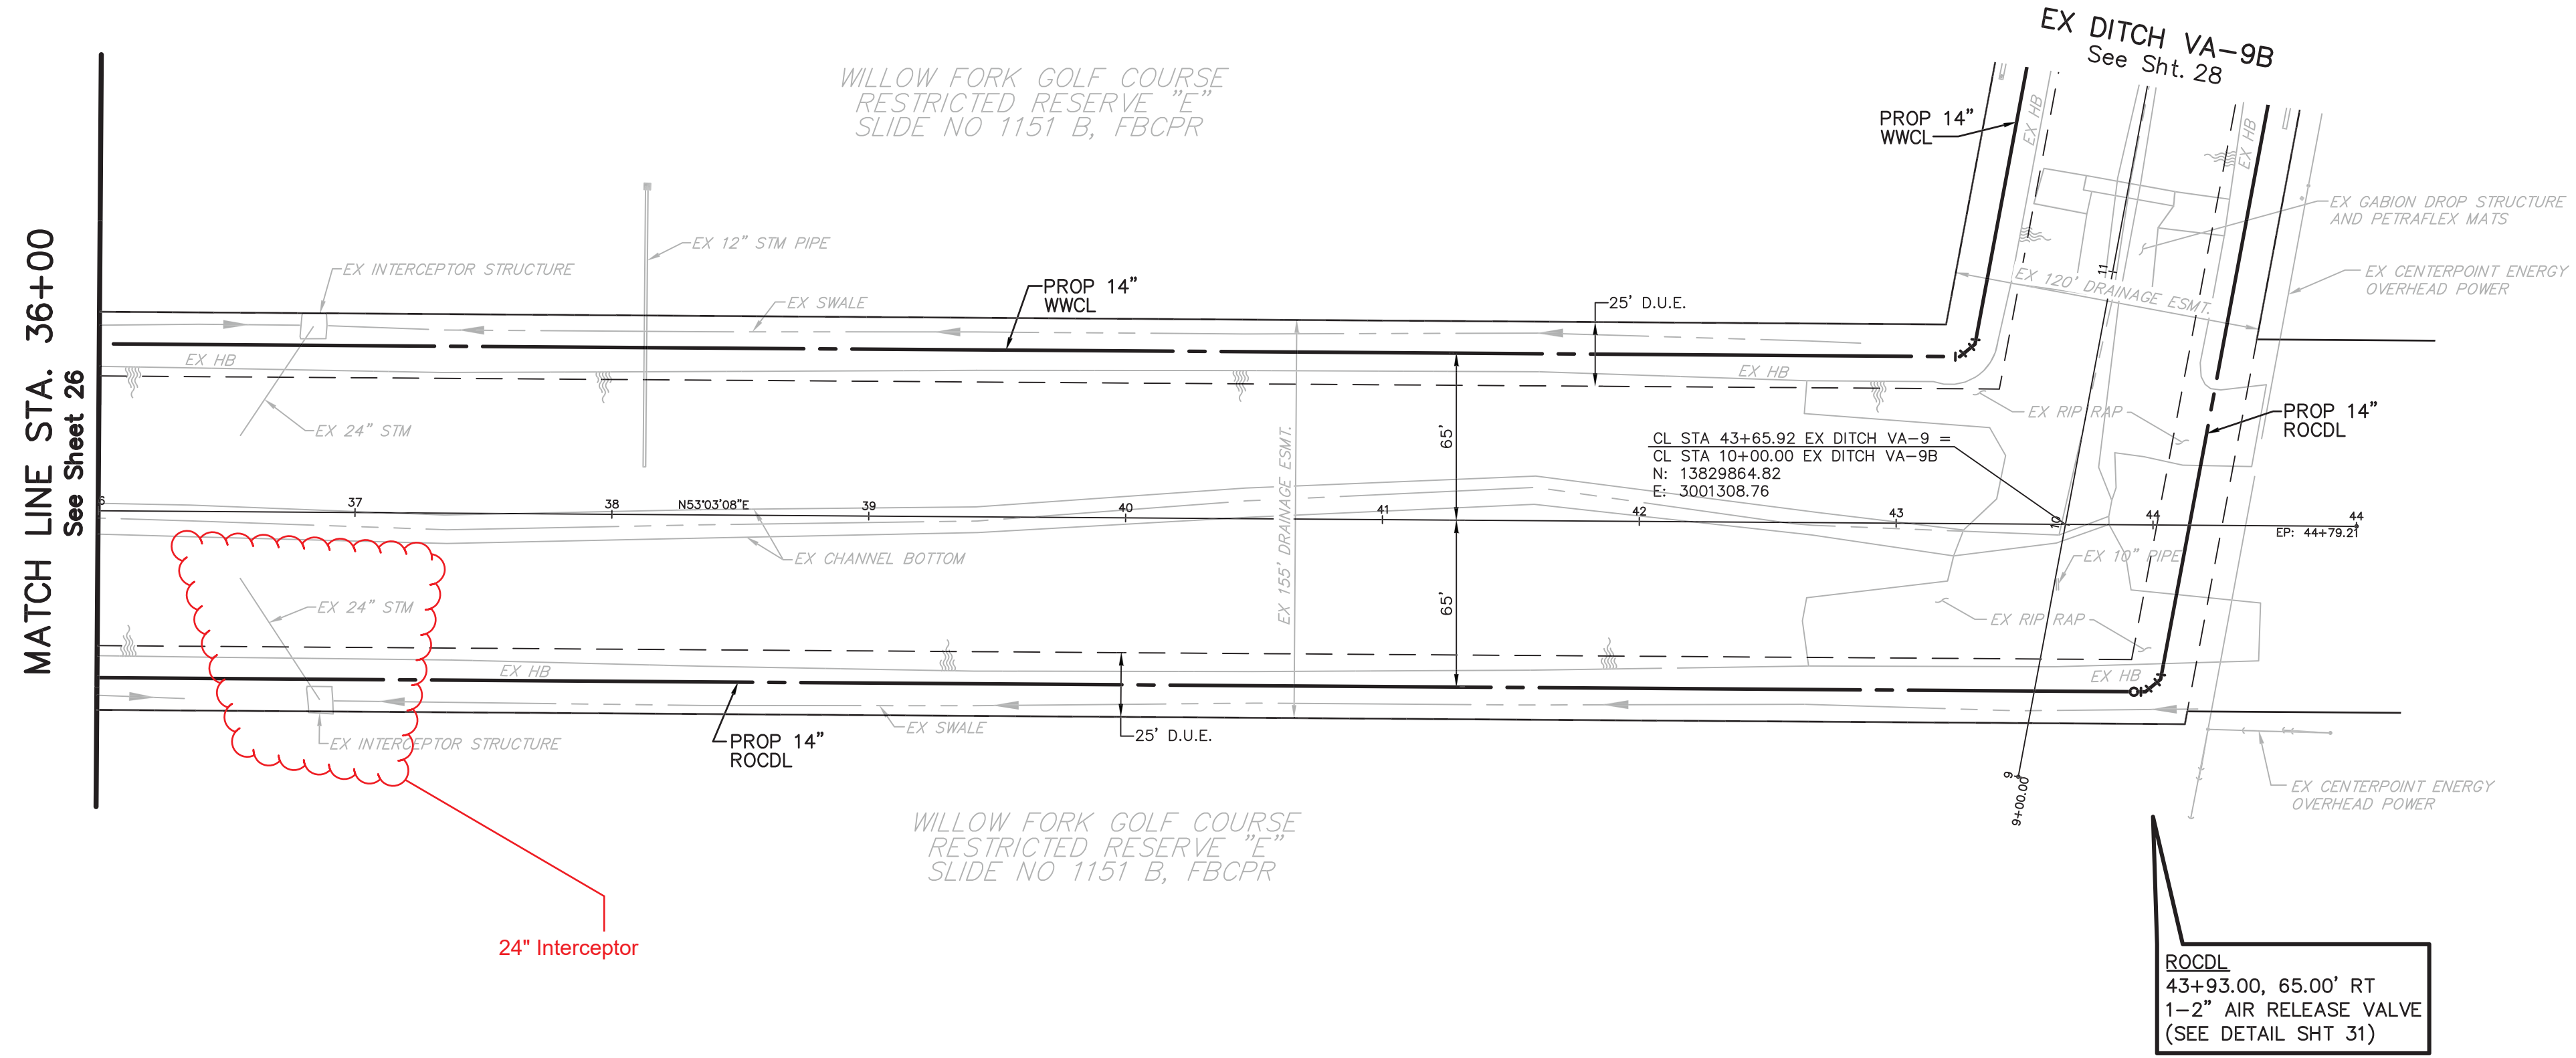 EX DITCH VA-9B
See Sht. 28
WILLOW FORK GOLF COURSE
RESTRICTED RESERVE "E"
SLIDE NO 1151 B, FBCPR
PROP 14"
WWCL
EX HB
EX HB
EX GABION DROP STRUCTURE
AND PETRAFLEX MATS
EX 12" STM PIPE
EX INTERCEPTOR STRUCTURE
PROP 14"
WWCL
EX SWALE
25' D.U.E.
11
EX 120' DRAINAGE ESMT.
EX CENTERPOINT ENERGY
OVERHEAD POWER
MATCH LINE STA. 36+00
See Sheet 26
EX HB
EX HB
EX 24" STM
EX RIP RAP
PROP 14"
ROCDL
65'
EX 155' DRAINAGE ESMT.
CL STA 43+65.92 EX DITCH VA-9 =
CL STA 10+00.00 EX DITCH VA-9B
N: 13829864.82
E: 3001308.76
6
37
38
N53°03'08"E
39
40
41
42
43
10
44
44
EP: 44+79.21
EX CHANNEL BOTTOM
EX 10" PIPE
EX 24" STM
65'
EX RIP RAP
EX HB
EX HB
EX INTERCEPTOR STRUCTURE
PROP 14"
ROCDL
EX SWALE
25' D.U.E.
9
9+00.00
EX CENTERPOINT ENERGY
OVERHEAD POWER
WILLOW FORK GOLF COURSE
RESTRICTED RESERVE "E"
SLIDE NO 1151 B, FBCPR
24" Interceptor
ROCDL
43+93.00, 65.00' RT
1-2" AIR RELEASE VALVE
(SEE DETAIL SHT 31)